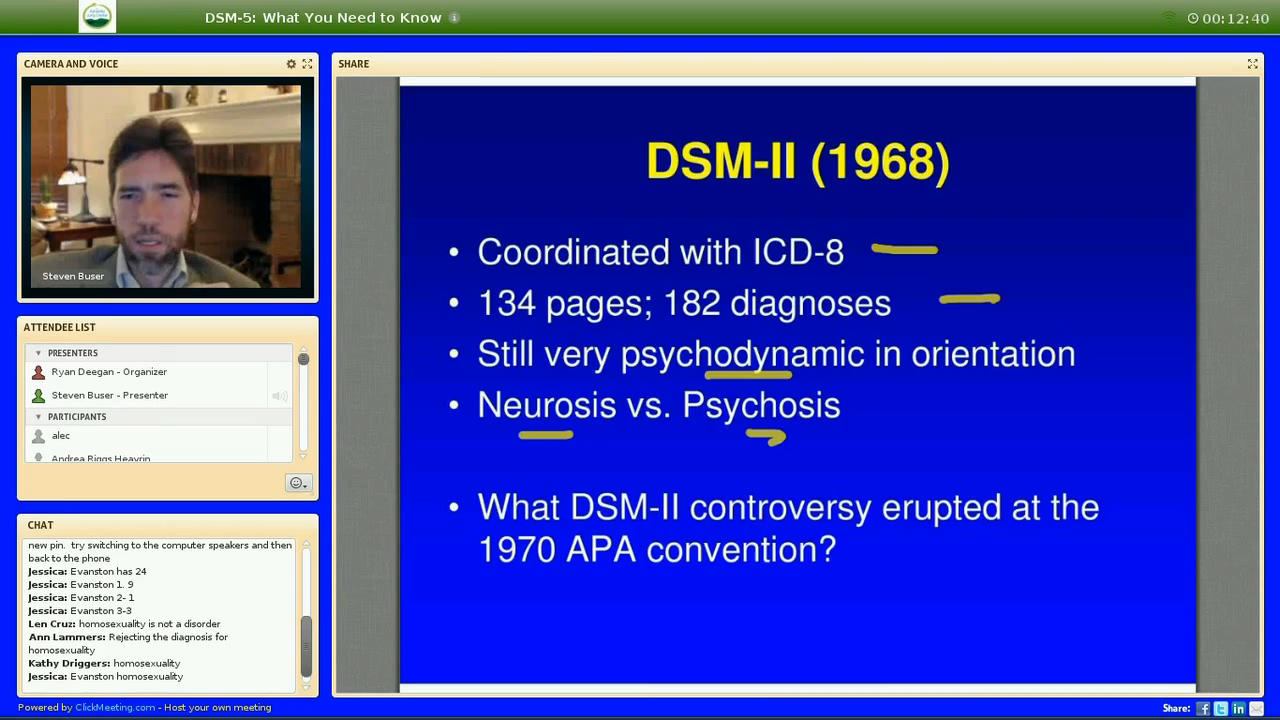 DSM-5: What You Need to Know
00:12:40
CAMERA AND VOICE
Steven Buser
ATTENDEE LIST
PRESENTERS
Ryan Deegan - Organizer
Steven Buser - Presenter
PARTICIPANTS
alec
Andrea Riggs Heavrin
CHAT
new pin. try switching to the computer speakers and then
back to the phone
Jessica: Evanston has 24
Jessica: Evanston 1. 9
Jessica: Evanston 2- 1
Jessica: Evanston 3-3
Len Cruz: homosexuality is not a disorder
Ann Lammers: Rejecting the diagnosis for
homosexuality
Kathy Driggers: homosexuality
Jessica: Evanston homosexuality
SHARE
DSM-II (1968)
• Coordinated with ICD-8
• 134 pages; 182 diagnoses
• Still very psychodynamic in orientation
• Neurosis vs. Psychosis
• What DSM-II controversy erupted at the
1970 APA convention?
Powered by ClickMeeting.com - Host your own meeting
Share: